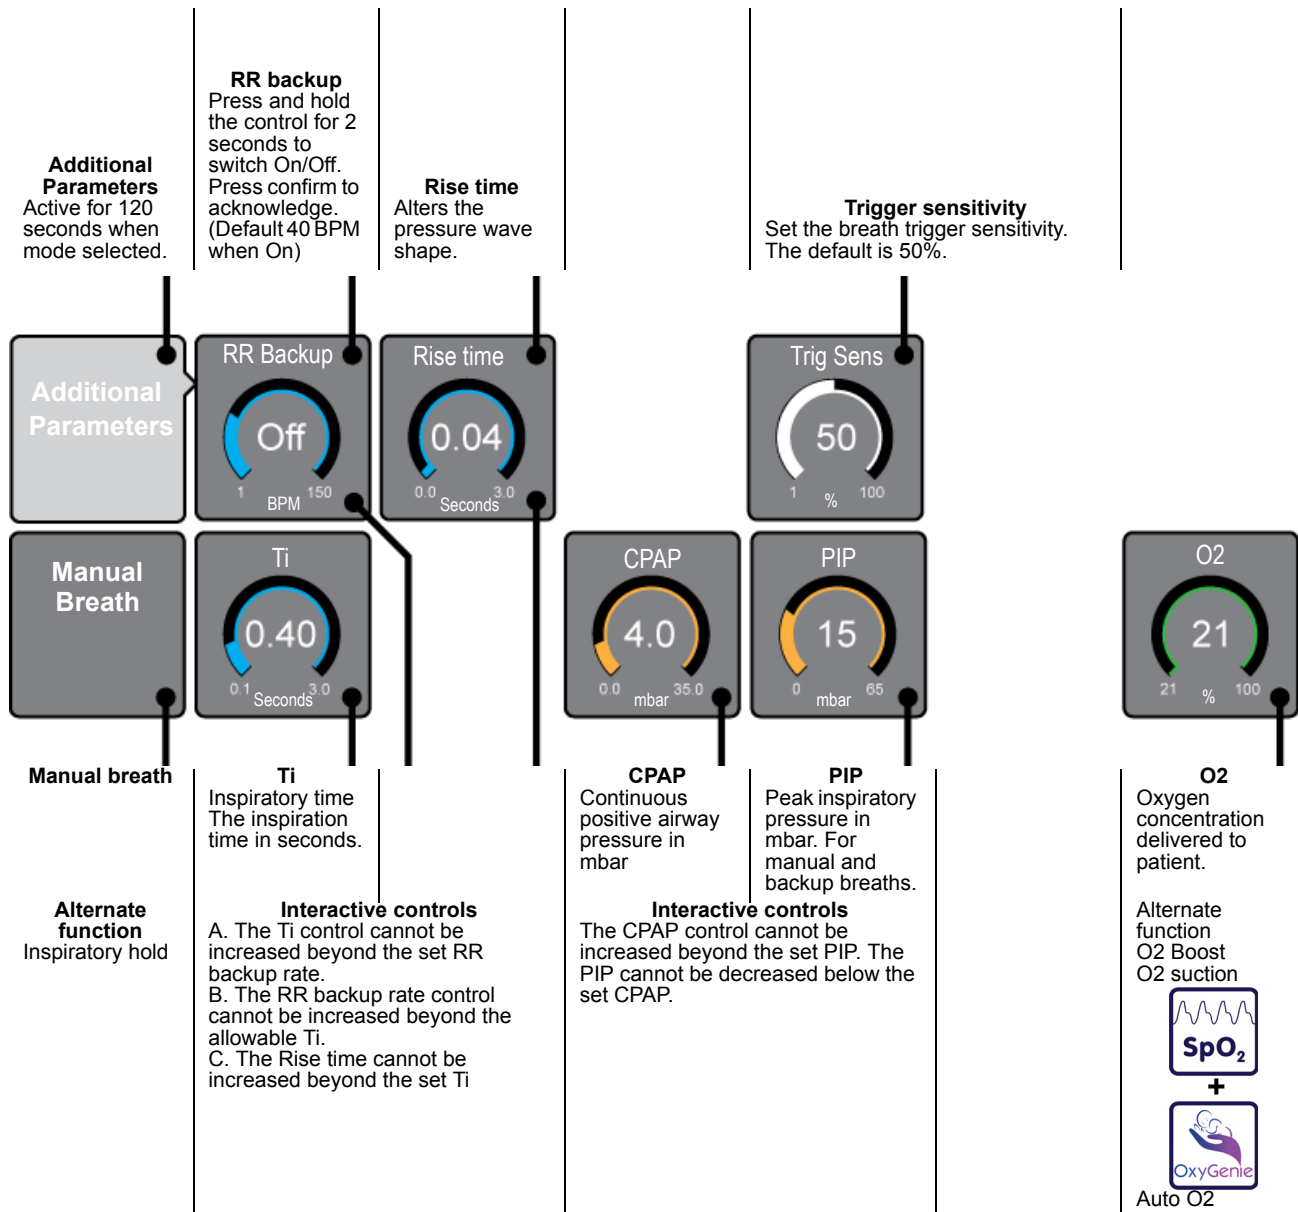 RR backup
Press and hold
the control for 2
seconds to
switch On/Off.
Press confirm to
acknowledge.
(Default 40 BPM
when On)
Additional
Parameters
Active for 120
seconds when
mode selected.
Rise time
Alters the
pressure wave
shape.
Trigger sensitivity
Set the breath trigger sensitivity.
The default is 50%.
Additional
Parameters
RR Backup
Off
1 150
BPM
Rise time
0.04
0.0 3.0
Seconds
Trig Sens
50
1 100
%
Manual
Breath
Ti
0.40
0.1 3.0
Seconds
CPAP
4.0
0.0 35.0
mbar
PIP
15
0 65
mbar
O2
21
21 100
%
Manual breath
Ti
Inspiratory time
The inspiration
time in seconds.
CPAP
Continuous
positive airway
pressure in
mbar
PIP
Peak inspiratory
pressure in
mbar. For
manual and
backup breaths.
O2
Oxygen
concentration
delivered to
patient.
Alternate
function
Inspiratory hold
Interactive controls
A. The Ti control cannot be
increased beyond the set RR
backup rate.
B. The RR backup rate control
cannot be increased beyond the
allowable Ti.
C. The Rise time cannot be
increased beyond the set Ti
Interactive controls
The CPAP control cannot be
increased beyond the set PIP. The
PIP cannot be decreased below the
set CPAP.
Alternate
function
O2 Boost
O2 suction
SpO₂
+
OxyGenie
Auto O2